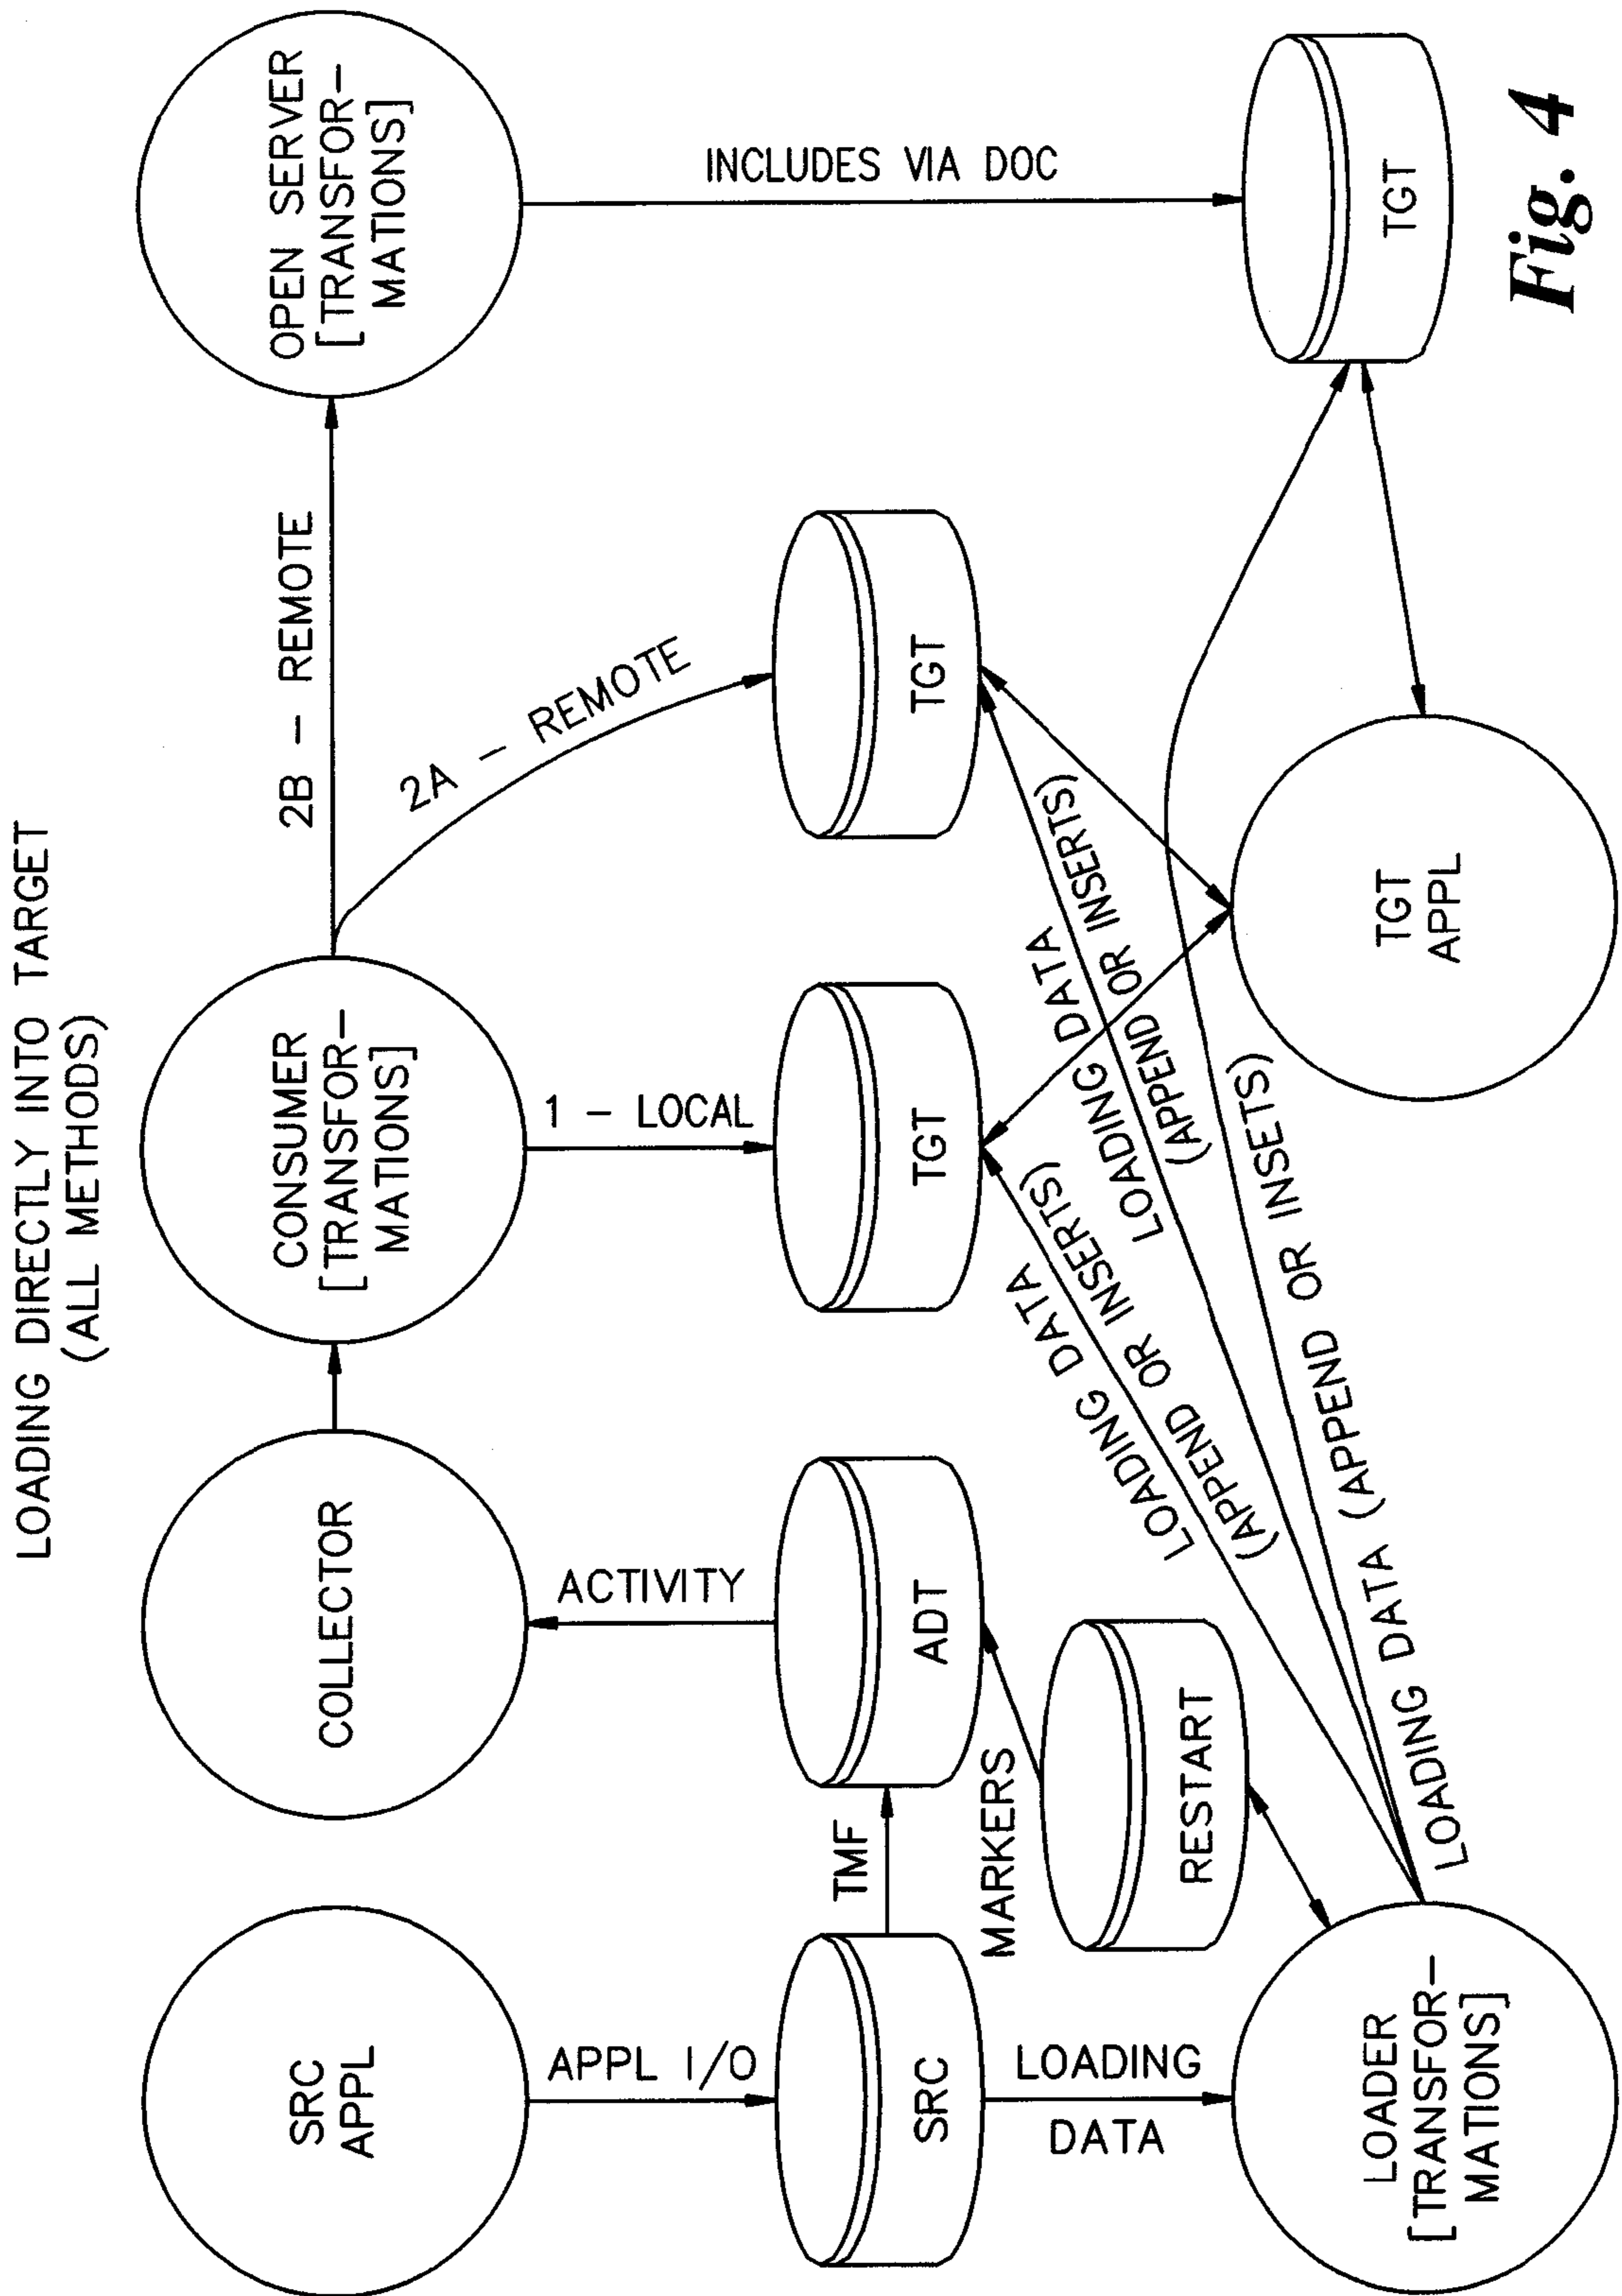 LOADING DIRECTLY INTO TARGET
(ALL METHODS)
SRC
APPL
COLLECTOR
CONSUMER
[TRANSFOR-
MATIONS]
2B - REMOTE
OPEN SERVER
[TRANSFOR-
MATIONS]
APPL I/O
ACTIVITY
1 - LOCAL
2A - REMOTE
INCLUDES VIA DOC
SRC
TMF
ADT
TGT
TGT
MARKERS
RESTART
LOADING
DATA
LOADING DATA
(APPEND OR INSERTS)
LOADING DATA
(APPEND OR INSERTS)
LOADING DATA (APPEND OR INSETS)
LOADER
[TRANSFOR-
MATIONS]
TGT
APPL
TGT
Fig. 4